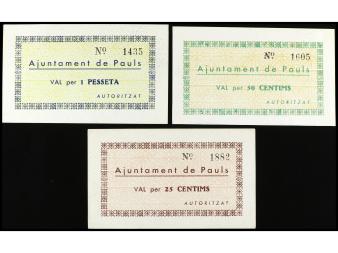 Nº 1435
Ajuntament de Pauls
VAL per 1 PESSETA
AUTORITZAT
Nº 1605
Ajuntament de Pauls
VAL per 50 CENTIMS
AUTORITZAT
Nº 1882
Ajuntament de Pauls
VAL per 25 CENTIMS
AUTORITZAT